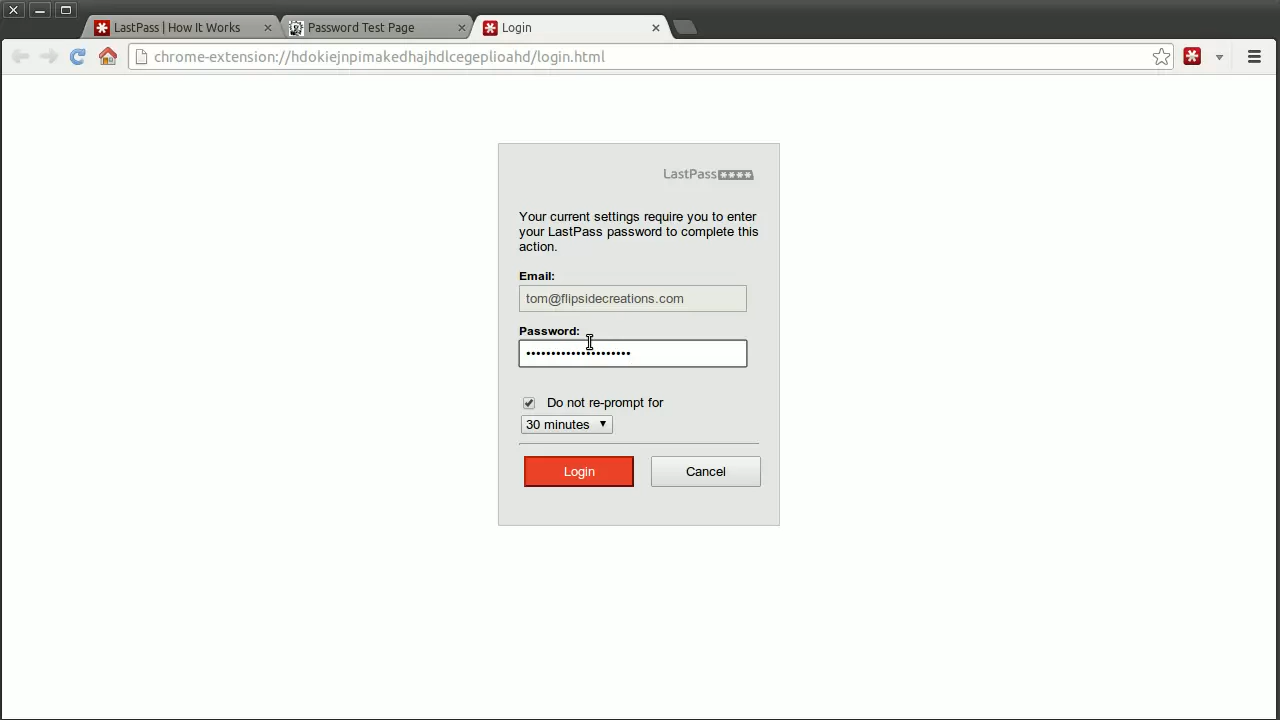 LastPass | How It Works
Password Test Page
Login
chrome-extension://hdokiejnpimakedhajhdlcegeplioahd/login.html
LastPass ****
Your current settings require you to enter
your LastPass password to complete this
action.
Email:
tom@flipsidecreations.com
Password:
•••••••••••••••••••••
Do not re-prompt for
30 minutes
Login
Cancel